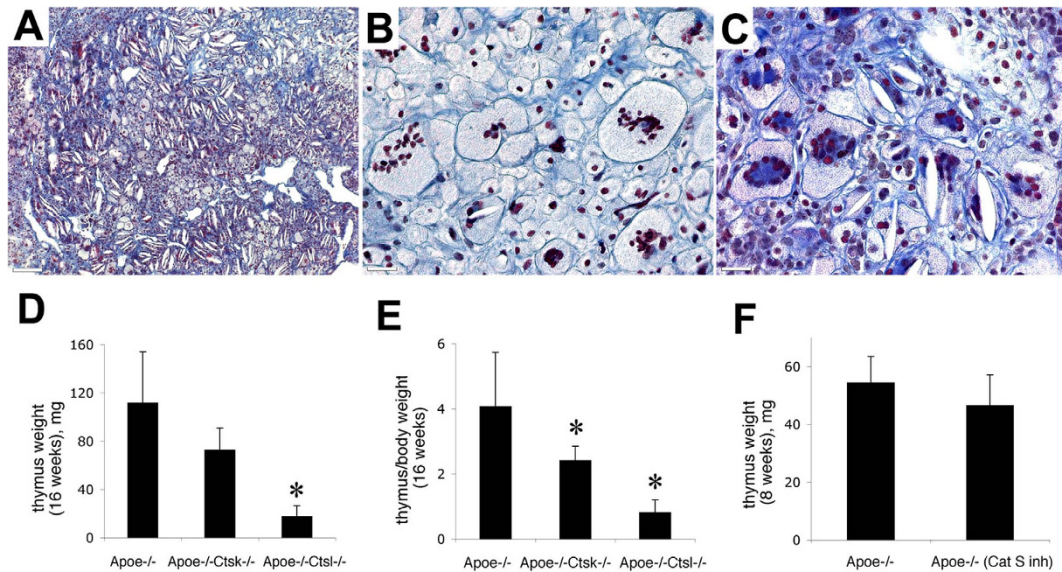 A
B
C
D
thymus weight
(16 weeks), mg
160
120
80
40
0
*
Apoe-/-
Apoe-/-Ctsk-/-
Apoe-/-Ctsl-/-
E
thymus/body weight
(16 weeks)
6
4
2
0
*
*
Apoe-/-
Apoe-/-Ctsk-/-
Apoe-/-Ctsl-/-
F
thymus weight
(8 weeks), mg
60
40
20
0
Apoe-/-
Apoe-/- (Cat S inh)